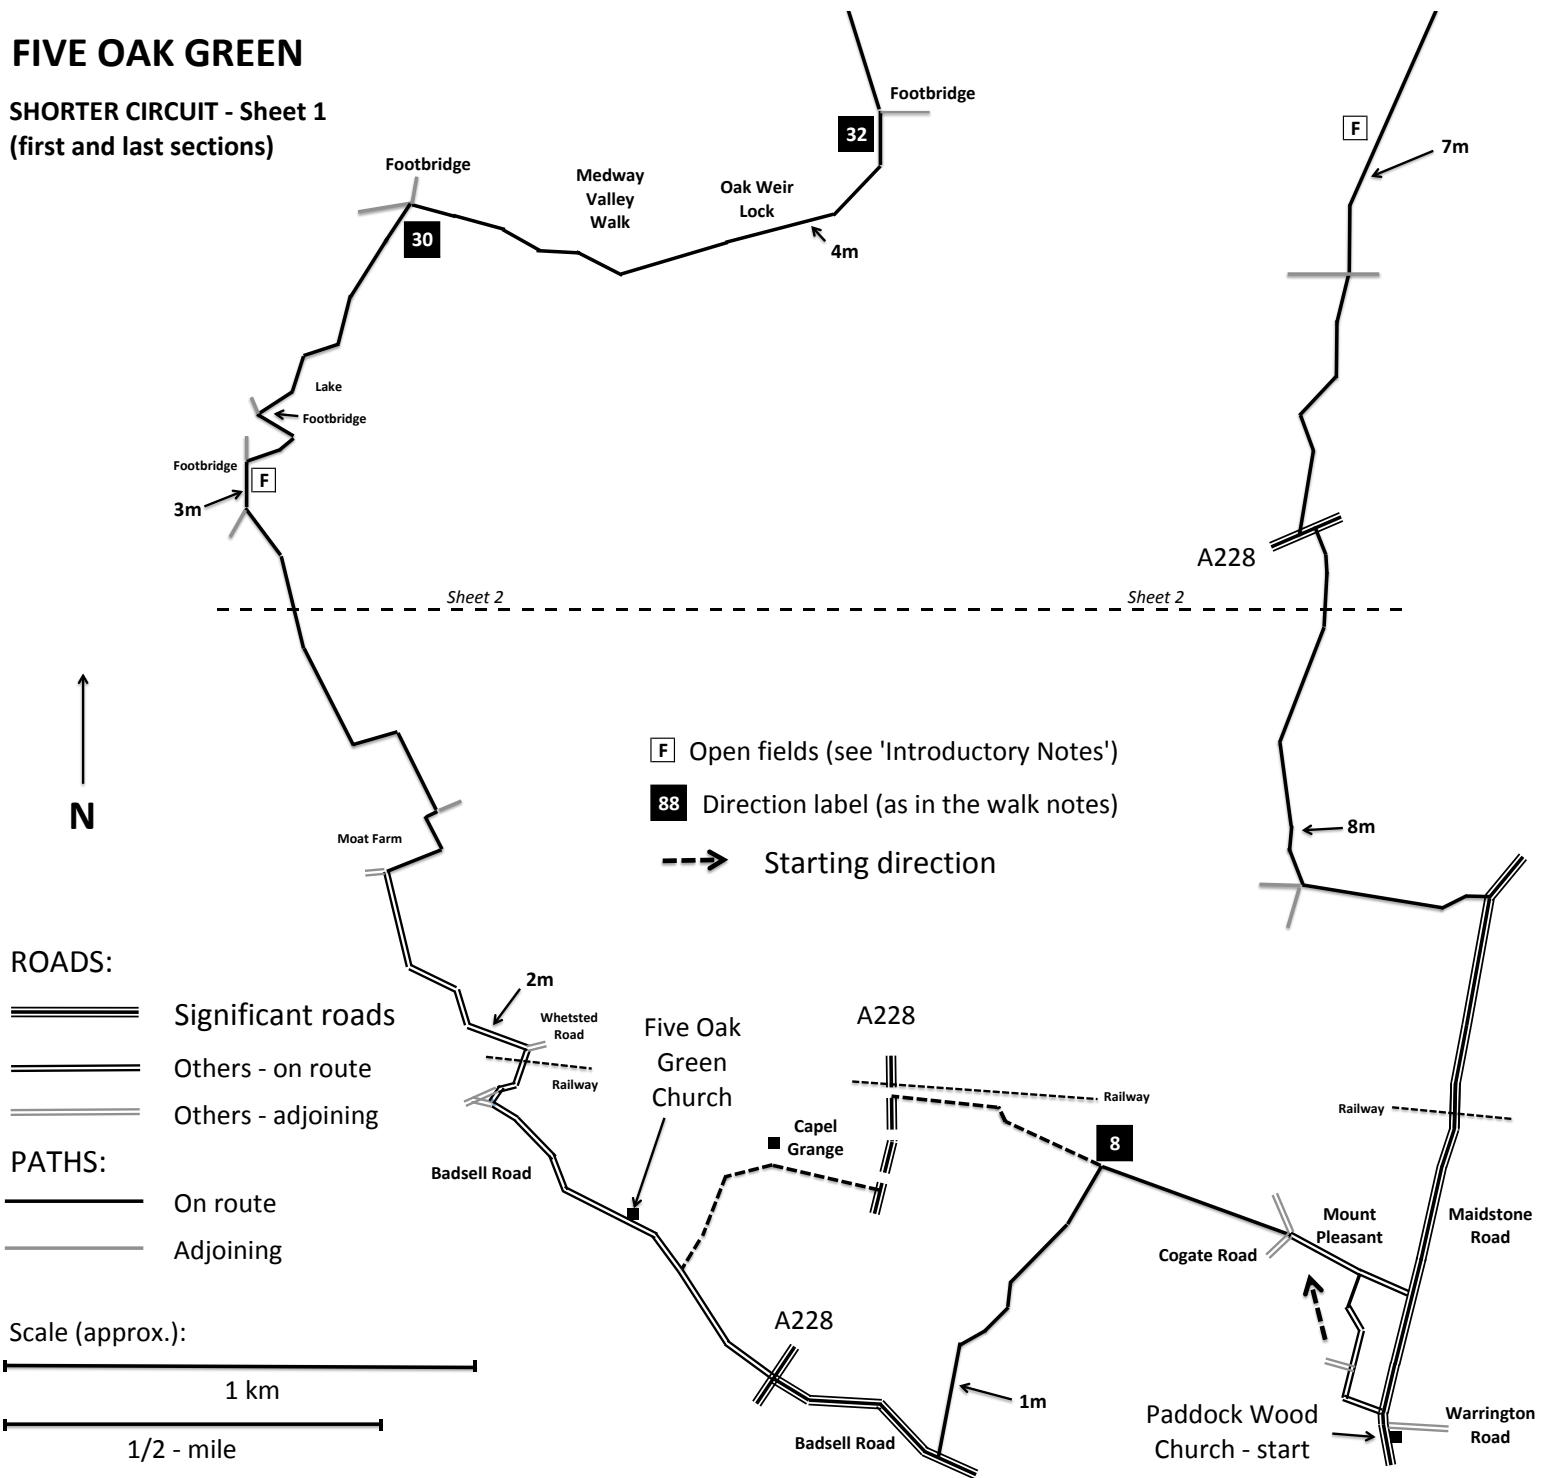 FIVE OAK GREEN
SHORTER CIRCUIT - Sheet 1
(first and last sections)
Footbridge
32
F
7m
Footbridge
Medway
Valley
Walk
Oak Weir
Lock
30
4m
Lake
Footbridge
Footbridge
F
3m
A228
Sheet 2
Sheet 2
N
F Open fields (see 'Introductory Notes')
88 Direction label (as in the walk notes)
Starting direction
Moat Farm
8m
ROADS:
Significant roads
Others - on route
Others - adjoining
PATHS:
On route
Adjoining
2m
Whetsted
Road
Railway
Five Oak
Green
Church
A228
Railway
Railway
Capel
Grange
8
Badsell Road
Mount
Pleasant
Maidstone
Road
Cogate Road
A228
Scale (approx.):
1 km
1/2 - mile
1m
Badsell Road
Paddock Wood
Church - start
Warrington
Road